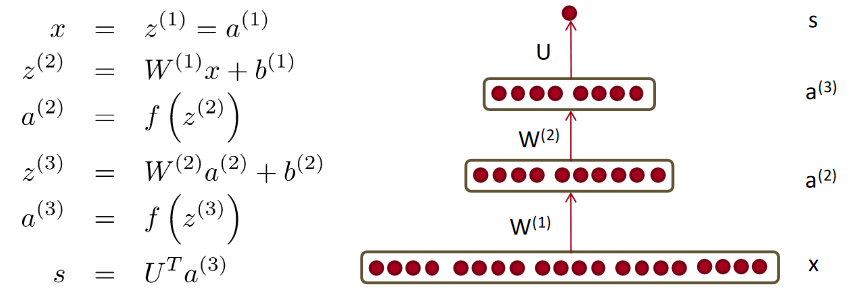 x = z^(1) = a^(1)
z^(2) = W^(1)x + b^(1)
a^(2) = f(z^(2))
z^(3) = W^(2)a^(2) + b^(2)
a^(3) = f(z^(3))
s = U^T a^(3)
s
U
a^(3)
W^(2)
a^(2)
W^(1)
x